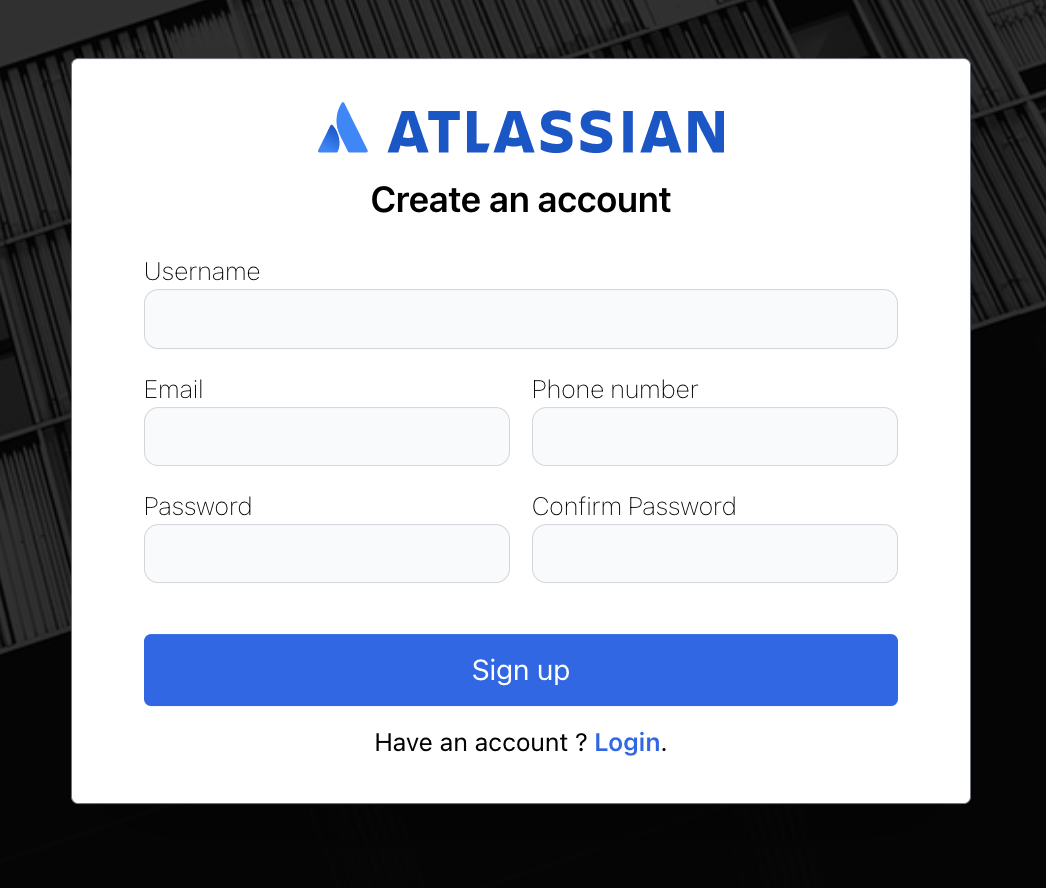 ATLASSIAN
Create an account
Username
Email
Phone number
Password
Confirm Password
Sign up
Have an account ? Login.